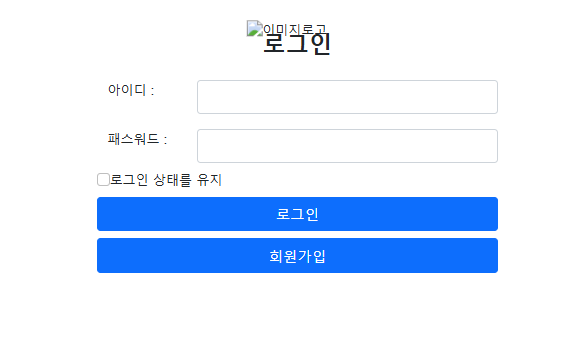 이미지로고
로그인
아이디 :
패스워드 :
로그인 상태를 유지
로그인
회원가입